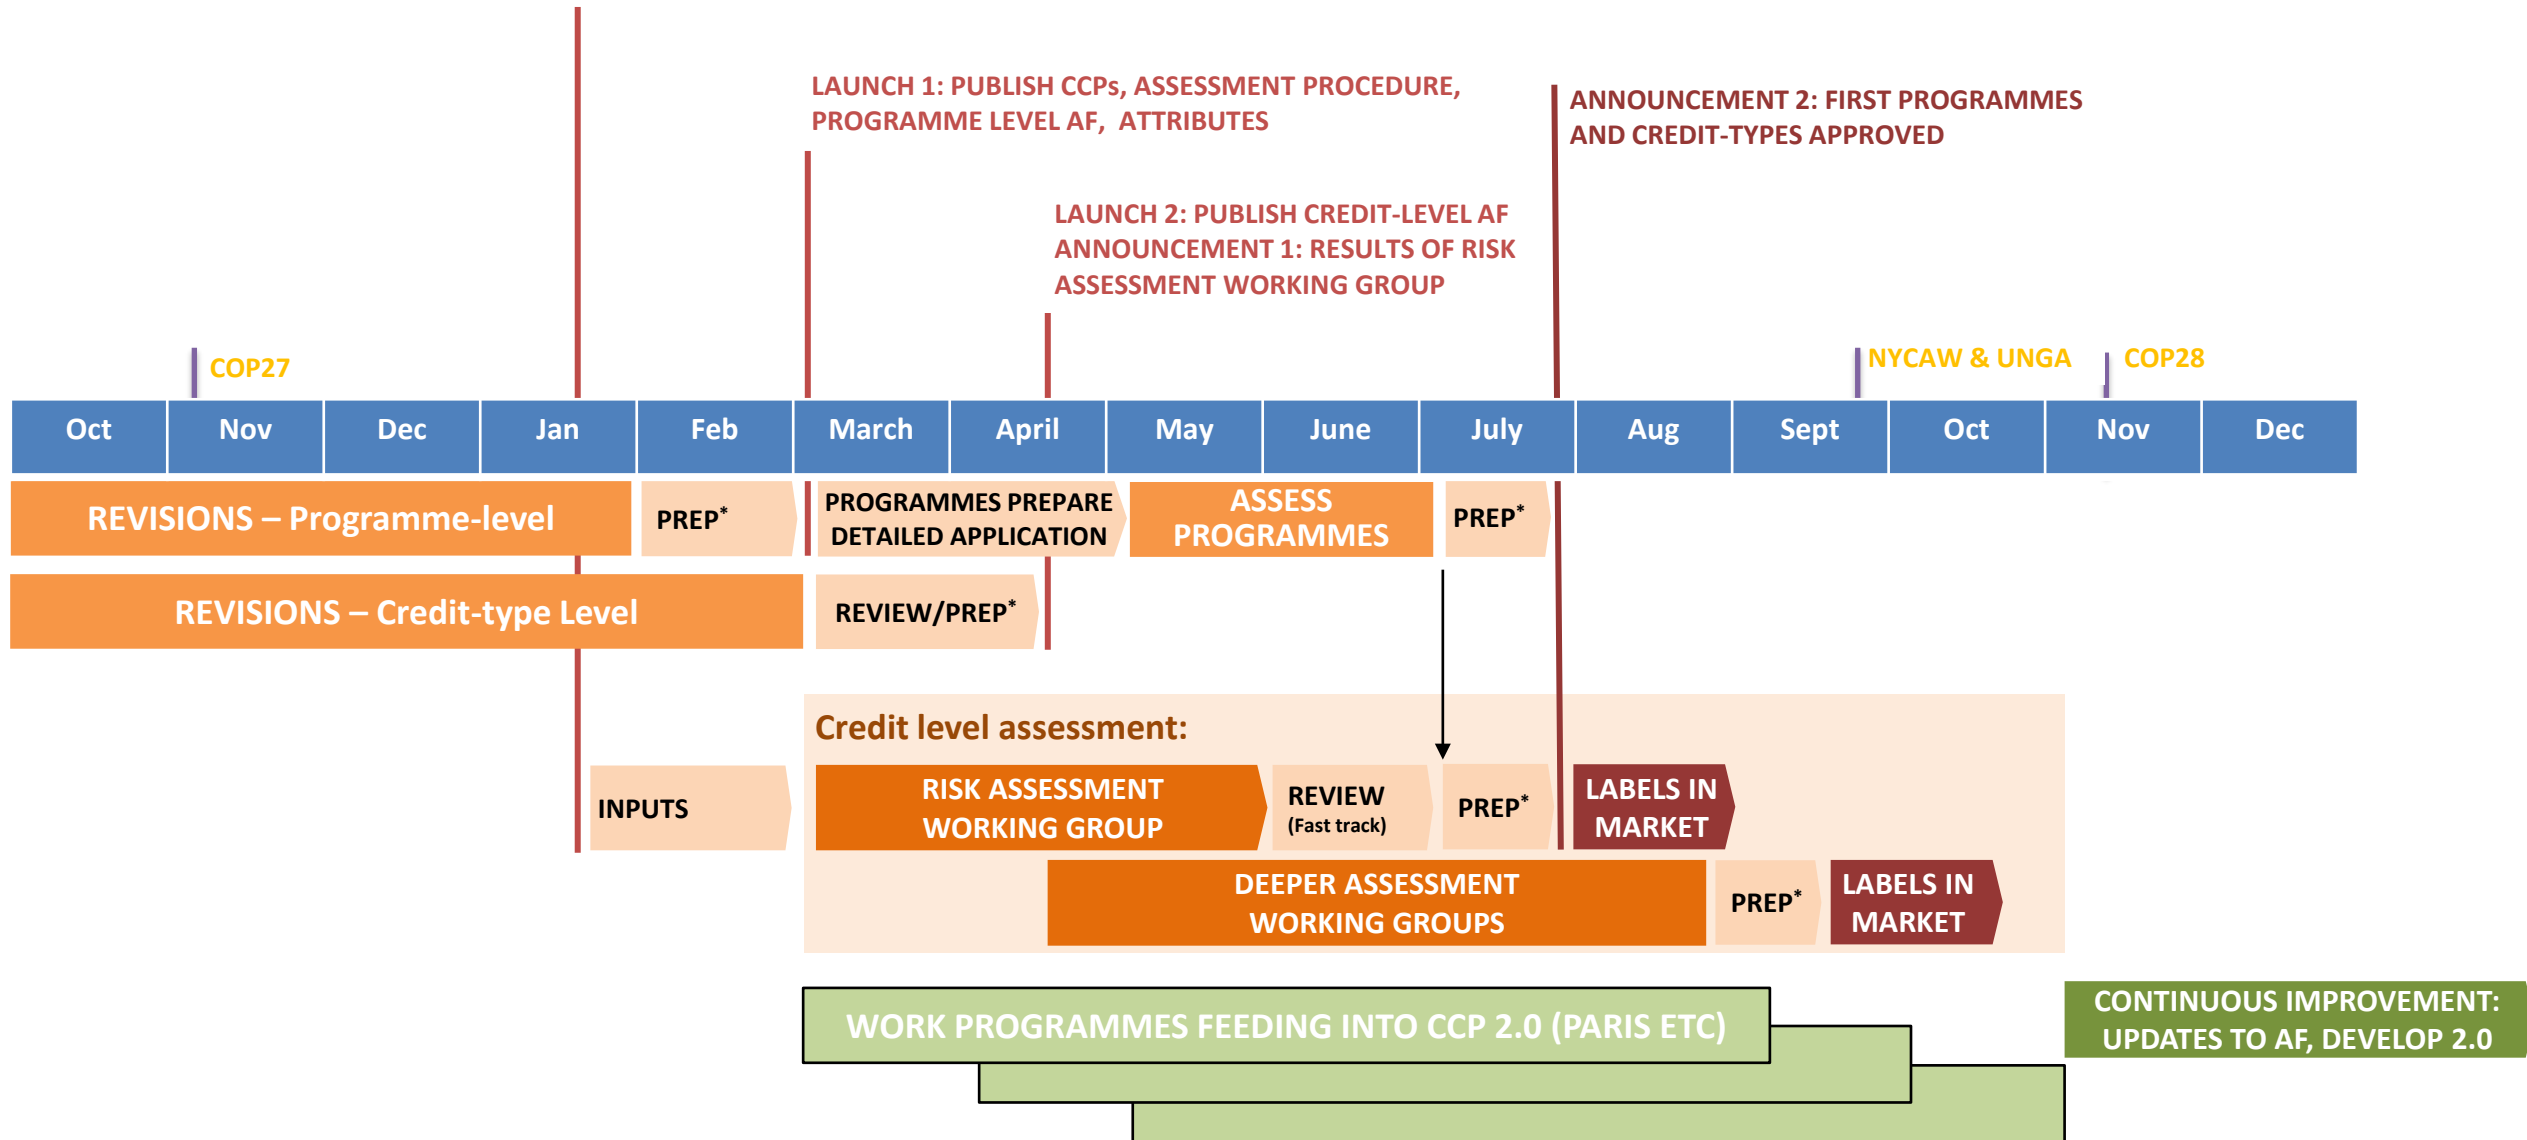 LAUNCH 1: PUBLISH CCPs, ASSESSMENT PROCEDURE,
PROGRAMME LEVEL AF, ATTRIBUTES
ANNOUNCEMENT 2: FIRST PROGRAMMES
AND CREDIT-TYPES APPROVED
LAUNCH 2: PUBLISH CREDIT-LEVEL AF
ANNOUNCEMENT 1: RESULTS OF RISK
ASSESSMENT WORKING GROUP
COP27
NYCAW & UNGA
COP28
Oct Nov Dec Jan Feb March April May June July Aug Sept Oct Nov Dec
REVISIONS – Programme-level
PREP*
PROGRAMMES PREPARE
DETAILED APPLICATION
ASSESS
PROGRAMMES
PREP*
REVISIONS – Credit-type Level
REVIEW/PREP*
Credit level assessment:
INPUTS
RISK ASSESSMENT
WORKING GROUP
REVIEW
(Fast track)
PREP*
LABELS IN
MARKET
DEEPER ASSESSMENT
WORKING GROUPS
PREP*
LABELS IN
MARKET
WORK PROGRAMMES FEEDING INTO CCP 2.0 (PARIS ETC)
CONTINUOUS IMPROVEMENT:
UPDATES TO AF, DEVELOP 2.0